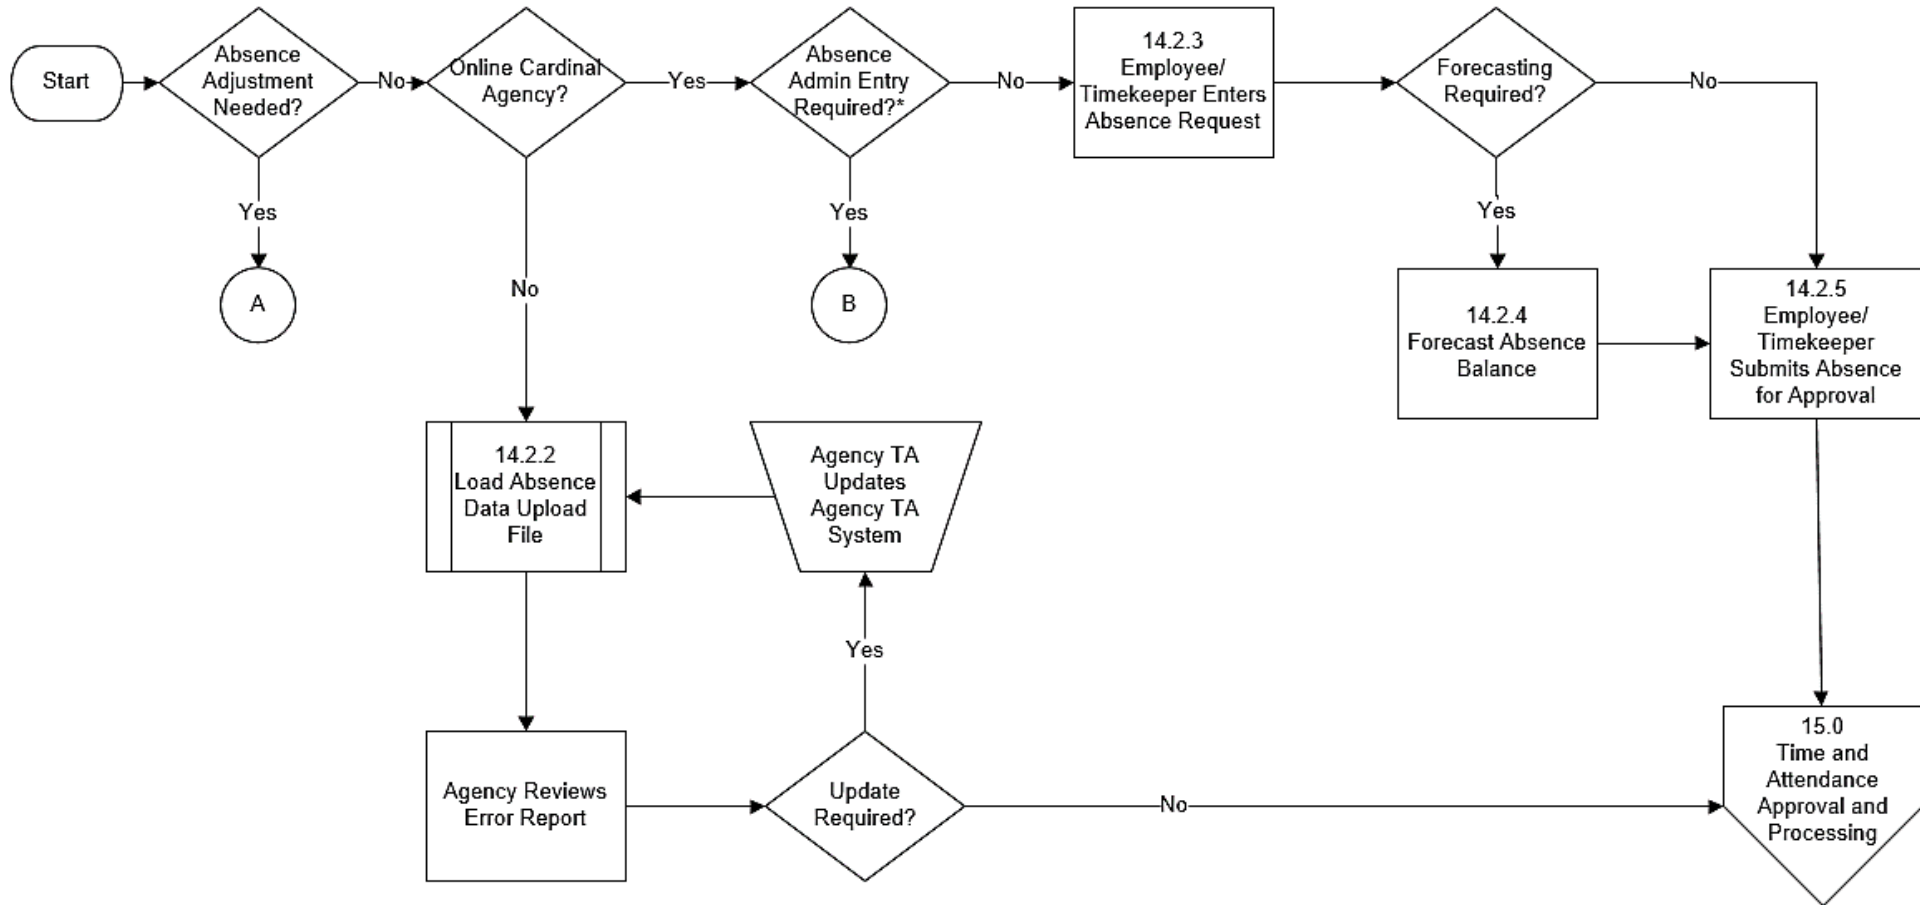 Start
Absence
Adjustment
Needed?
No
Online Cardinal
Agency?
Yes
Absence
Admin Entry
Required?*
No
14.2.3
Employee/
Timekeeper Enters
Absence Request
Forecasting
Required?
No
Yes
A
No
Yes
B
Yes
14.2.4
Forecast Absence
Balance
14.2.5
Employee/
Timekeeper
Submits Absence
for Approval
14.2.2
Load Absence
Data Upload
File
Agency TA
Updates
Agency TA
System
Yes
Agency Reviews
Error Report
Update
Required?
No
15.0
Time and
Attendance
Approval and
Processing